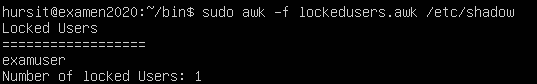 hursit@examen2020:~/bin$ sudo awk -f lockedusers.awk /etc/shadow
Locked Users
==================
examuser
Number of locked Users: 1